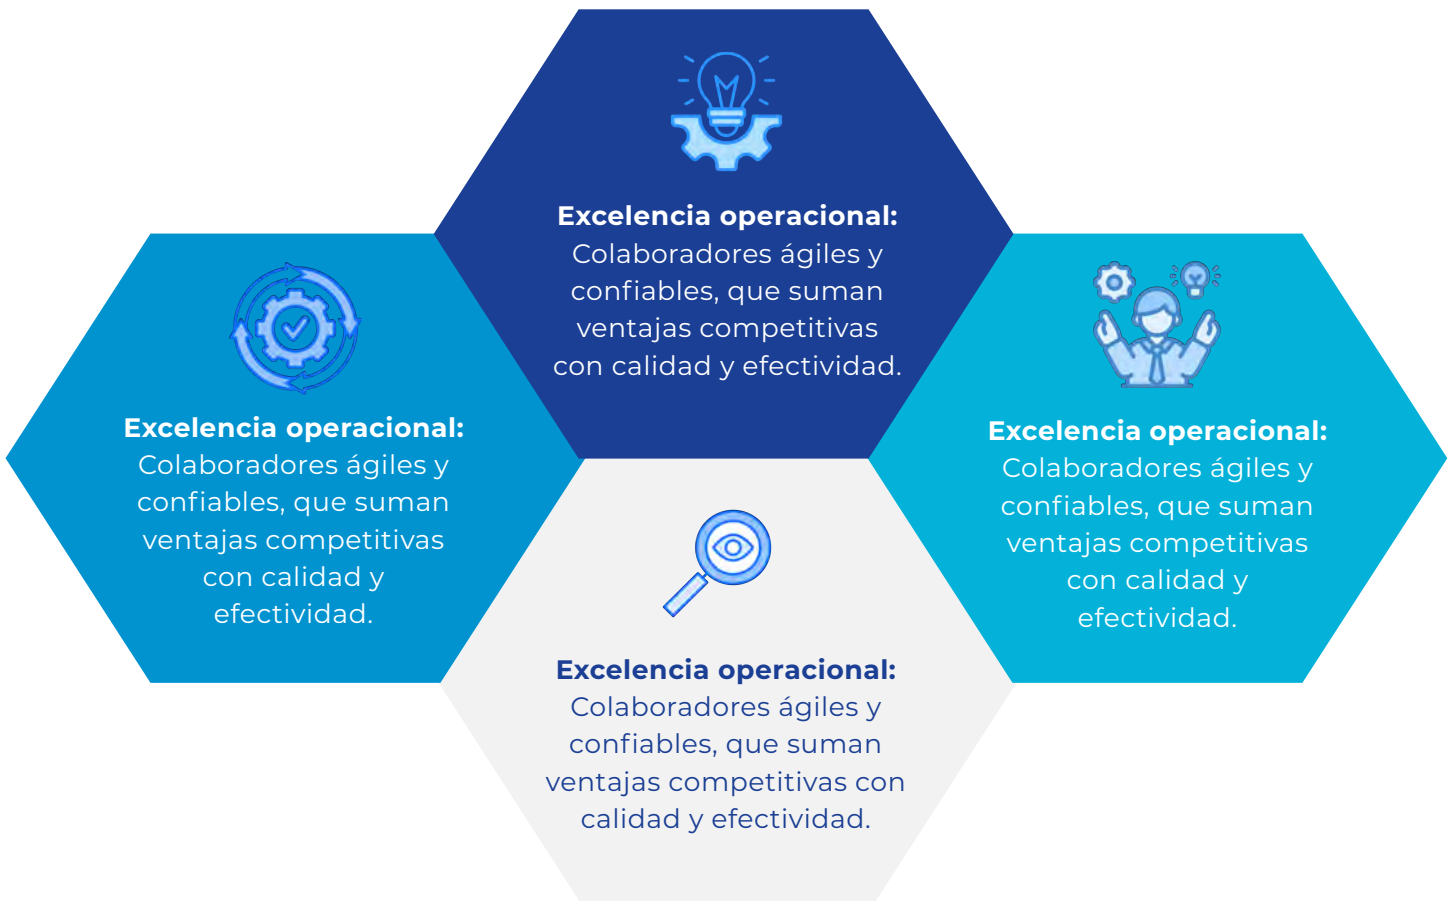 Excelencia operacional:
Colaboradores ágiles y
confiables, que suman
ventajas competitivas
con calidad y efectividad.
Excelencia operacional:
Colaboradores ágiles y
confiables, que suman
ventajas competitivas
con calidad y
efectividad.
Excelencia operacional:
Colaboradores ágiles y
confiables, que suman
ventajas competitivas
con calidad y
efectividad.
Excelencia operacional:
Colaboradores ágiles y
confiables, que suman
ventajas competitivas con
calidad y efectividad.